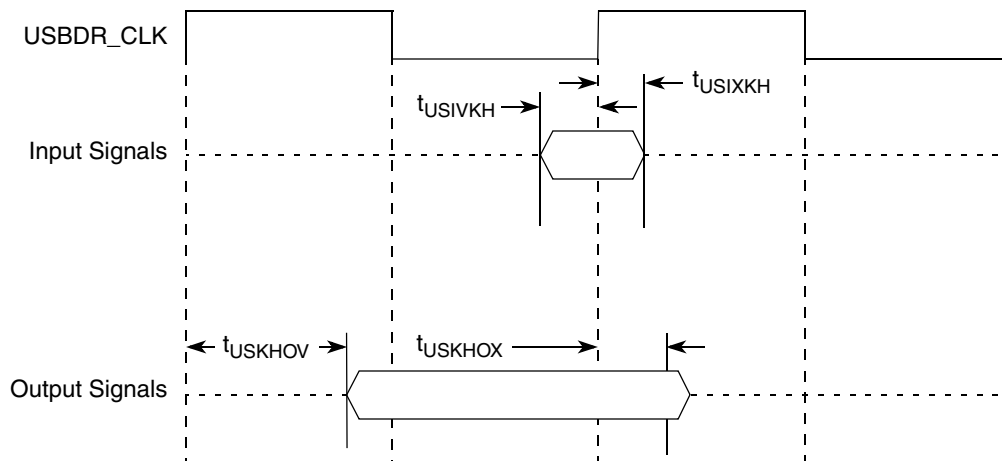 USBDR_CLK
tUSIXKH
tUSIVKH
Input Signals
tUSKHOV
tUSKHOX
Output Signals